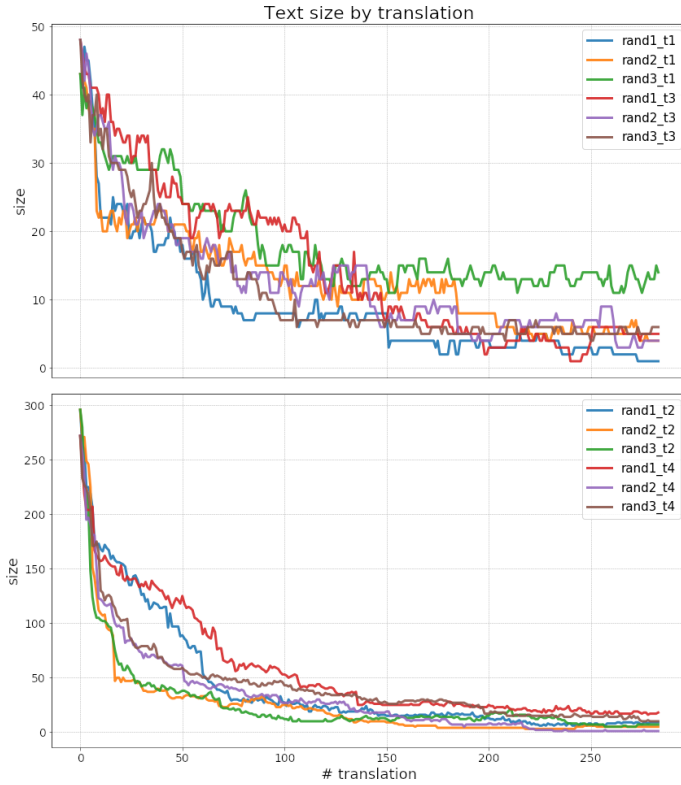 Text size by translation
size
50
40
30
20
10
0
rand1_t1
rand2_t1
rand3_t1
rand1_t3
rand2_t3
rand3_t3
size
300
250
200
150
100
50
0
rand1_t2
rand2_t2
rand3_t2
rand1_t4
rand2_t4
rand3_t4
0 50 100 150 200 250
# translation